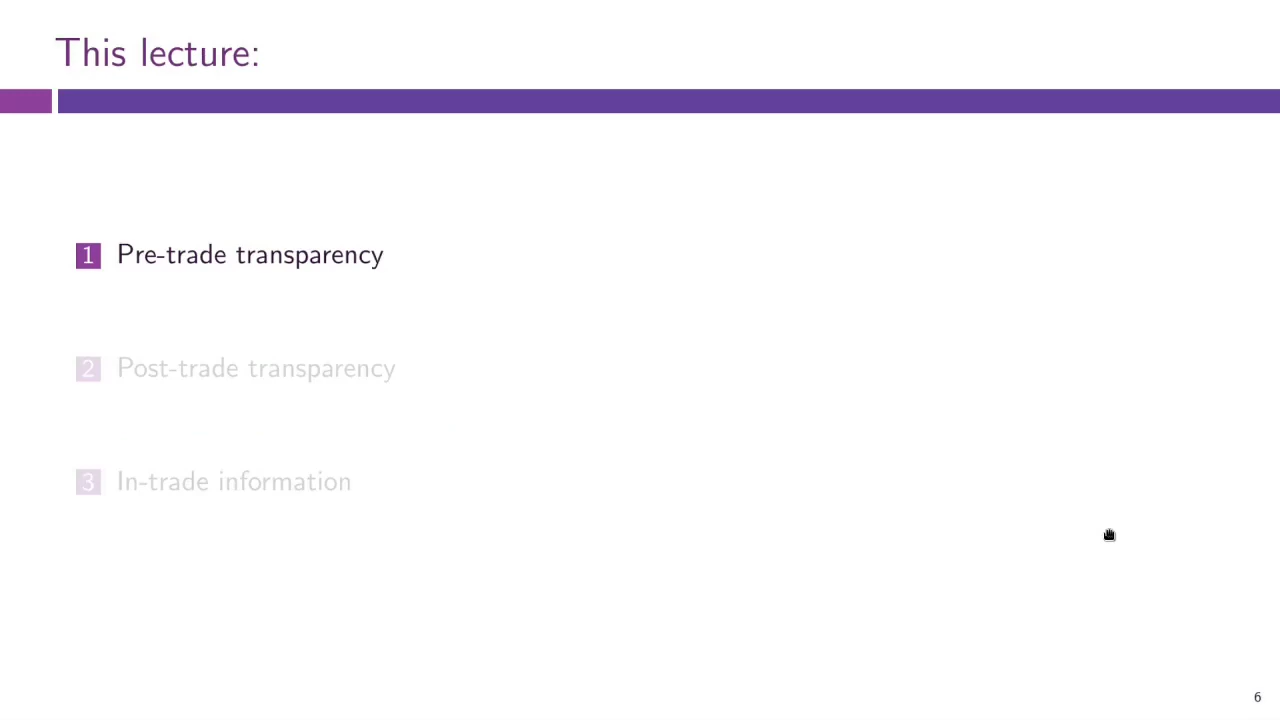 This lecture:
1 Pre-trade transparency
2 Post-trade transparency
3 In-trade information
6